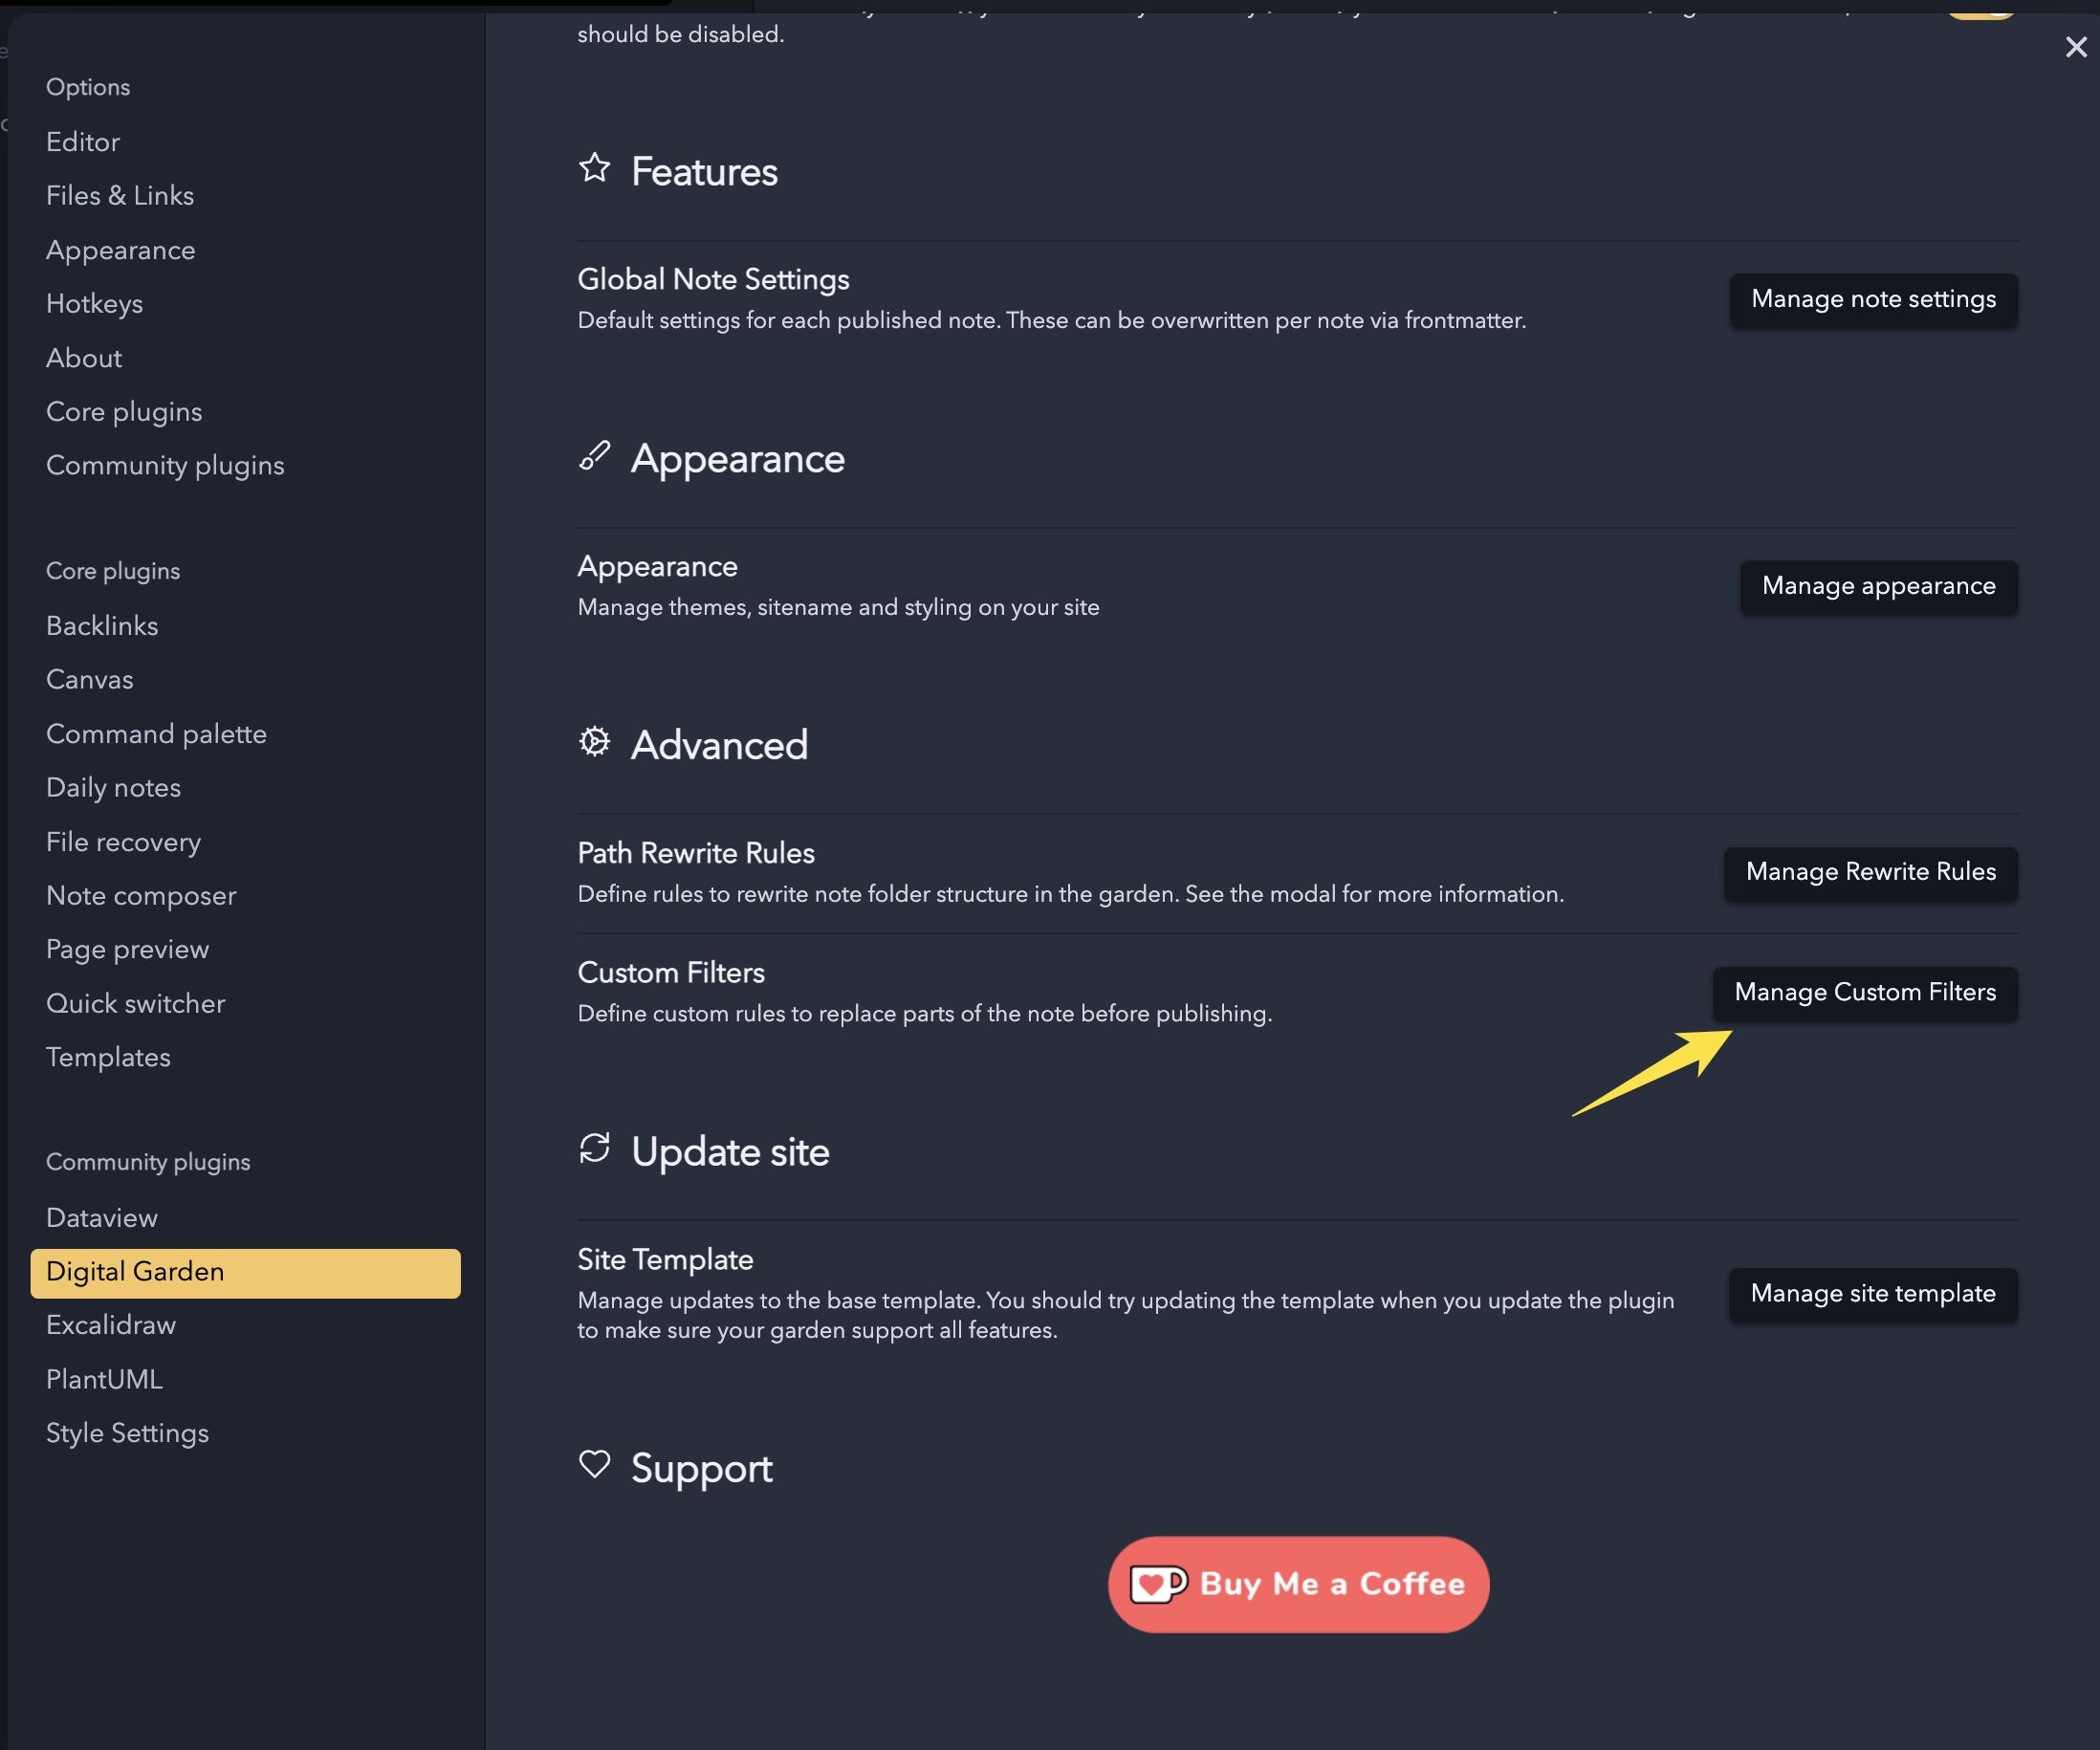 Options
Editor
Files & Links
Appearance
Hotkeys
About
Core plugins
Community plugins
Core plugins
Backlinks
Canvas
Command palette
Daily notes
File recovery
Note composer
Page preview
Quick switcher
Templates
Community plugins
Dataview
Digital Garden
Excalidraw
PlantUML
Style Settings
should be disabled.
Features
Global Note Settings
Default settings for each published note. These can be overwritten per note via frontmatter.
Manage note settings
Appearance
Appearance
Manage themes, sitename and styling on your site
Manage appearance
Advanced
Path Rewrite Rules
Define rules to rewrite note folder structure in the garden. See the modal for more information.
Manage Rewrite Rules
Custom Filters
Define custom rules to replace parts of the note before publishing.
Manage Custom Filters
Update site
Site Template
Manage updates to the base template. You should try updating the template when you update the plugin
to make sure your garden support all features.
Manage site template
Support
Buy Me a Coffee